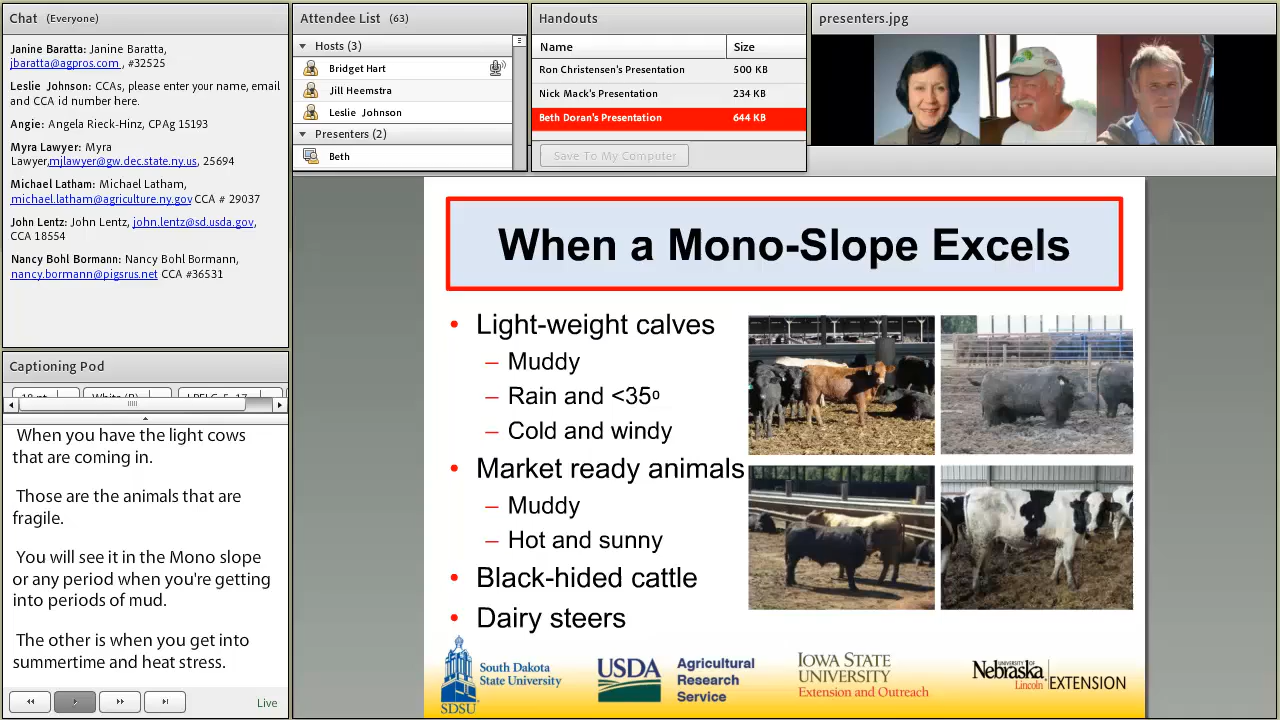 Chat (Everyone)
Janine Baratta: Janine Baratta,
jbaratta@agpros.com , #32525
Leslie Johnson: CCAs, please enter your name, email
and CCA id number here.
Angie: Angela Rieck-Hinz, CPAg 15193
Myra Lawyer: Myra
Lawyer,mjlawyer@gw.dec.state.ny.us, 25694
Michael Latham: Michael Latham,
michael.latham@agriculture.ny.gov CCA # 29037
John Lentz: John Lentz, john.lentz@sd.usda.gov,
CCA 18554
Nancy Bohl Bormann: Nancy Bohl Bormann,
nancy.bormann@pigsrus.net CCA #36531
Captioning Pod
When you have the light cows
that are coming in.
Those are the animals that are
fragile.
You will see it in the Mono slope
or any period when you're getting
into periods of mud.
The other is when you get into
summertime and heat stress.
Live
Attendee List (63)
Hosts (3)
Bridget Hart
Jill Heemstra
Leslie Johnson
Presenters (2)
Beth
Handouts
Name Size
Ron Christensen's Presentation 500 KB
Nick Mack's Presentation 234 KB
Beth Doran's Presentation 644 KB
Save To My Computer
presenters.jpg
When a Mono-Slope Excels
• Light-weight calves
– Muddy
– Rain and <35º
– Cold and windy
• Market ready animals
– Muddy
– Hot and sunny
• Black-hided cattle
• Dairy steers
SDSU
South Dakota
State University
USDA
Agricultural
Research
Service
IOWA STATE
UNIVERSITY
Extension and Outreach
UNIVERSITY OF
Nebraska
Lincoln
EXTENSION